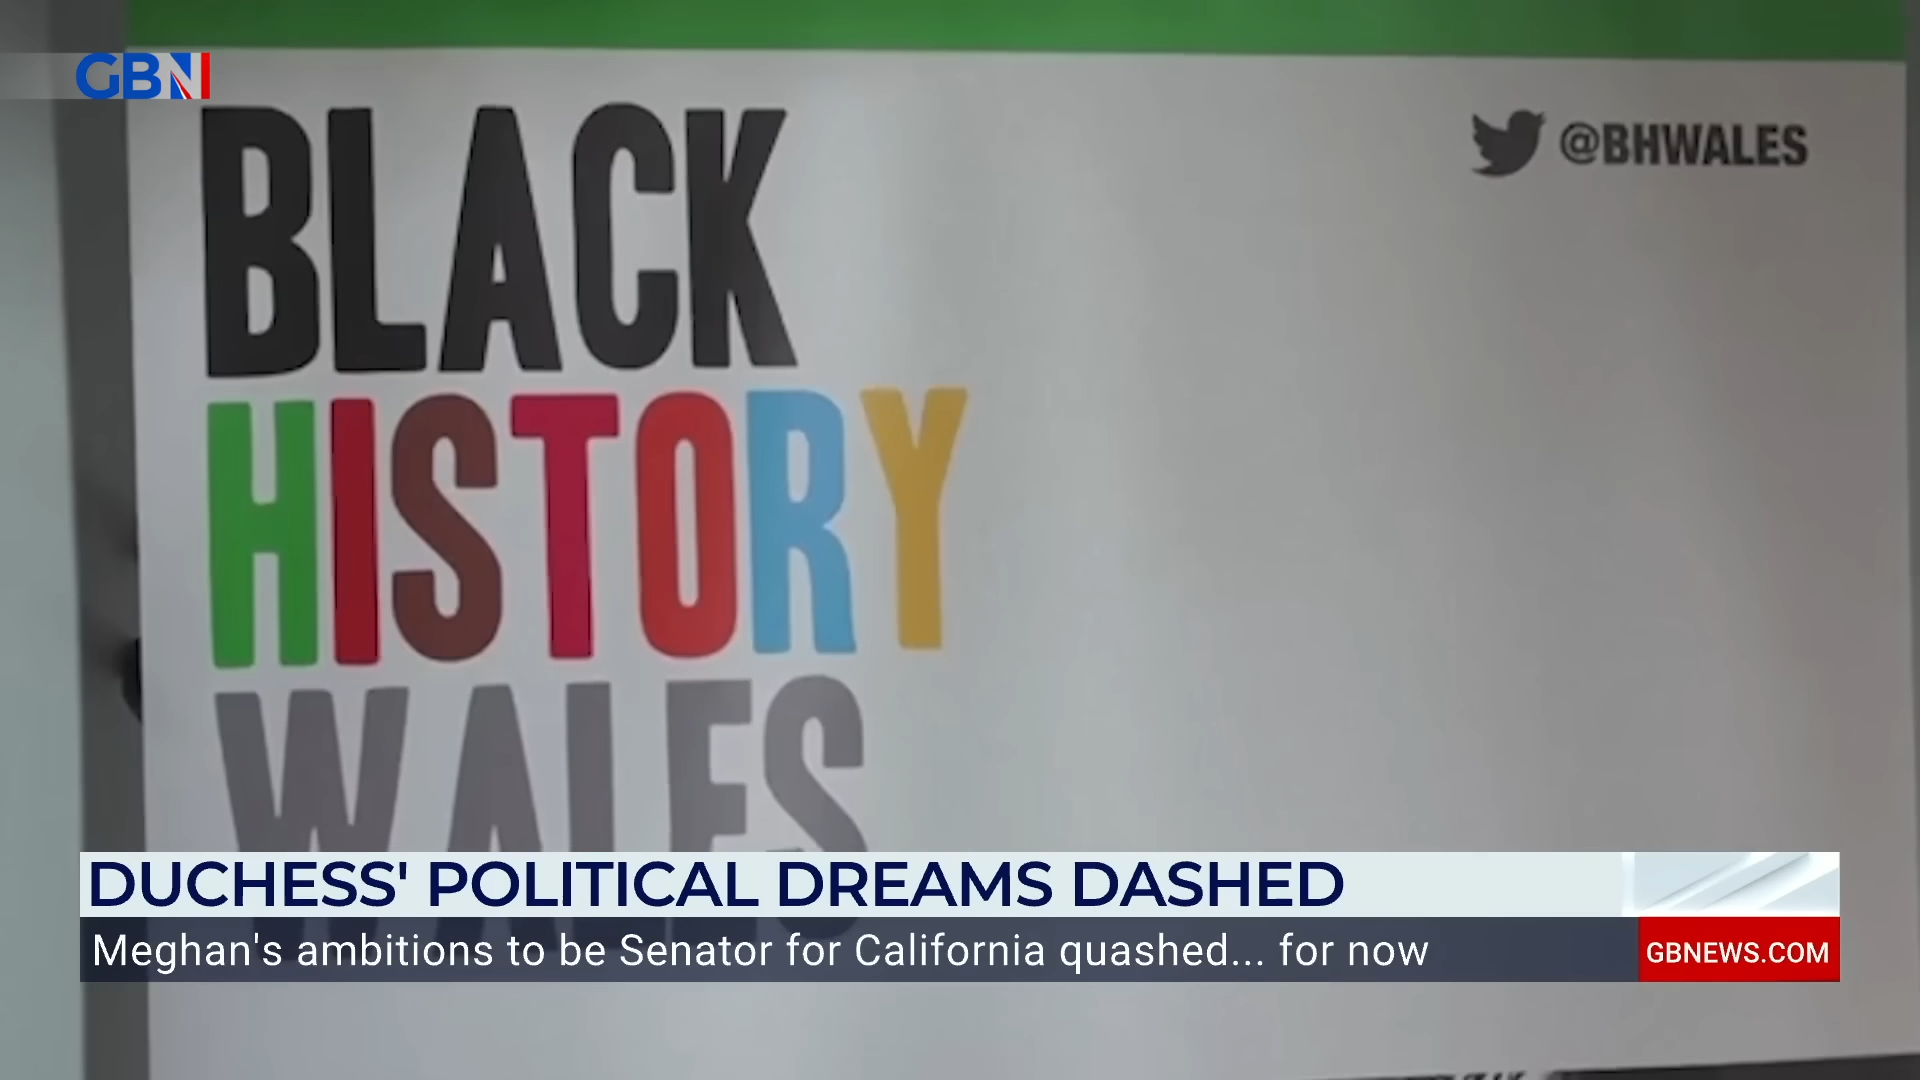 GBN
BLACK
@BHWALES
HISTORY
WALES
DUCHESS' POLITICAL DREAMS DASHED
Meghan's ambitions to be Senator for California quashed... for now
GBNEWS.COM